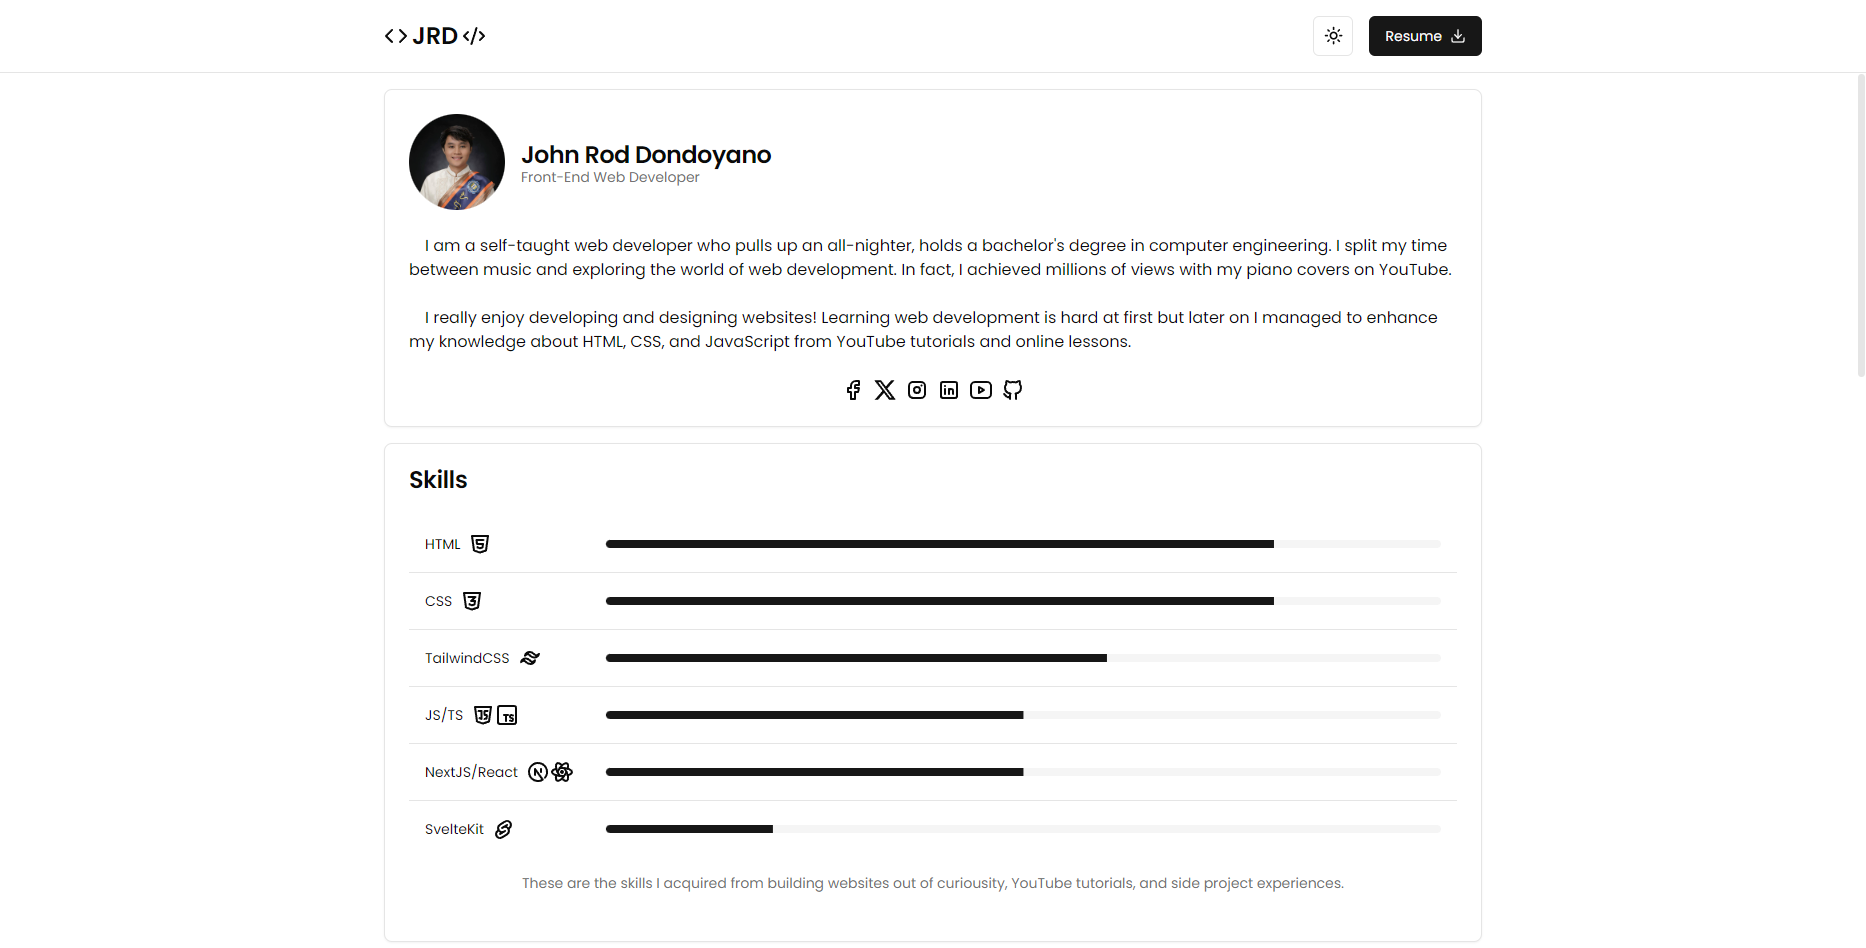 <> JRD </>
Resume
John Rod Dondoyano
Front-End Web Developer
I am a self-taught web developer who pulls up an all-nighter, holds a bachelor's degree in computer engineering. I split my time
between music and exploring the world of web development. In fact, I achieved millions of views with my piano covers on YouTube.
I really enjoy developing and designing websites! Learning web development is hard at first but later on I managed to enhance
my knowledge about HTML, CSS, and JavaScript from YouTube tutorials and online lessons.
Skills
HTML
CSS
TailwindCSS
JS/TS
NextJS/React
SvelteKit
These are the skills I acquired from building websites out of curiousity, YouTube tutorials, and side project experiences.